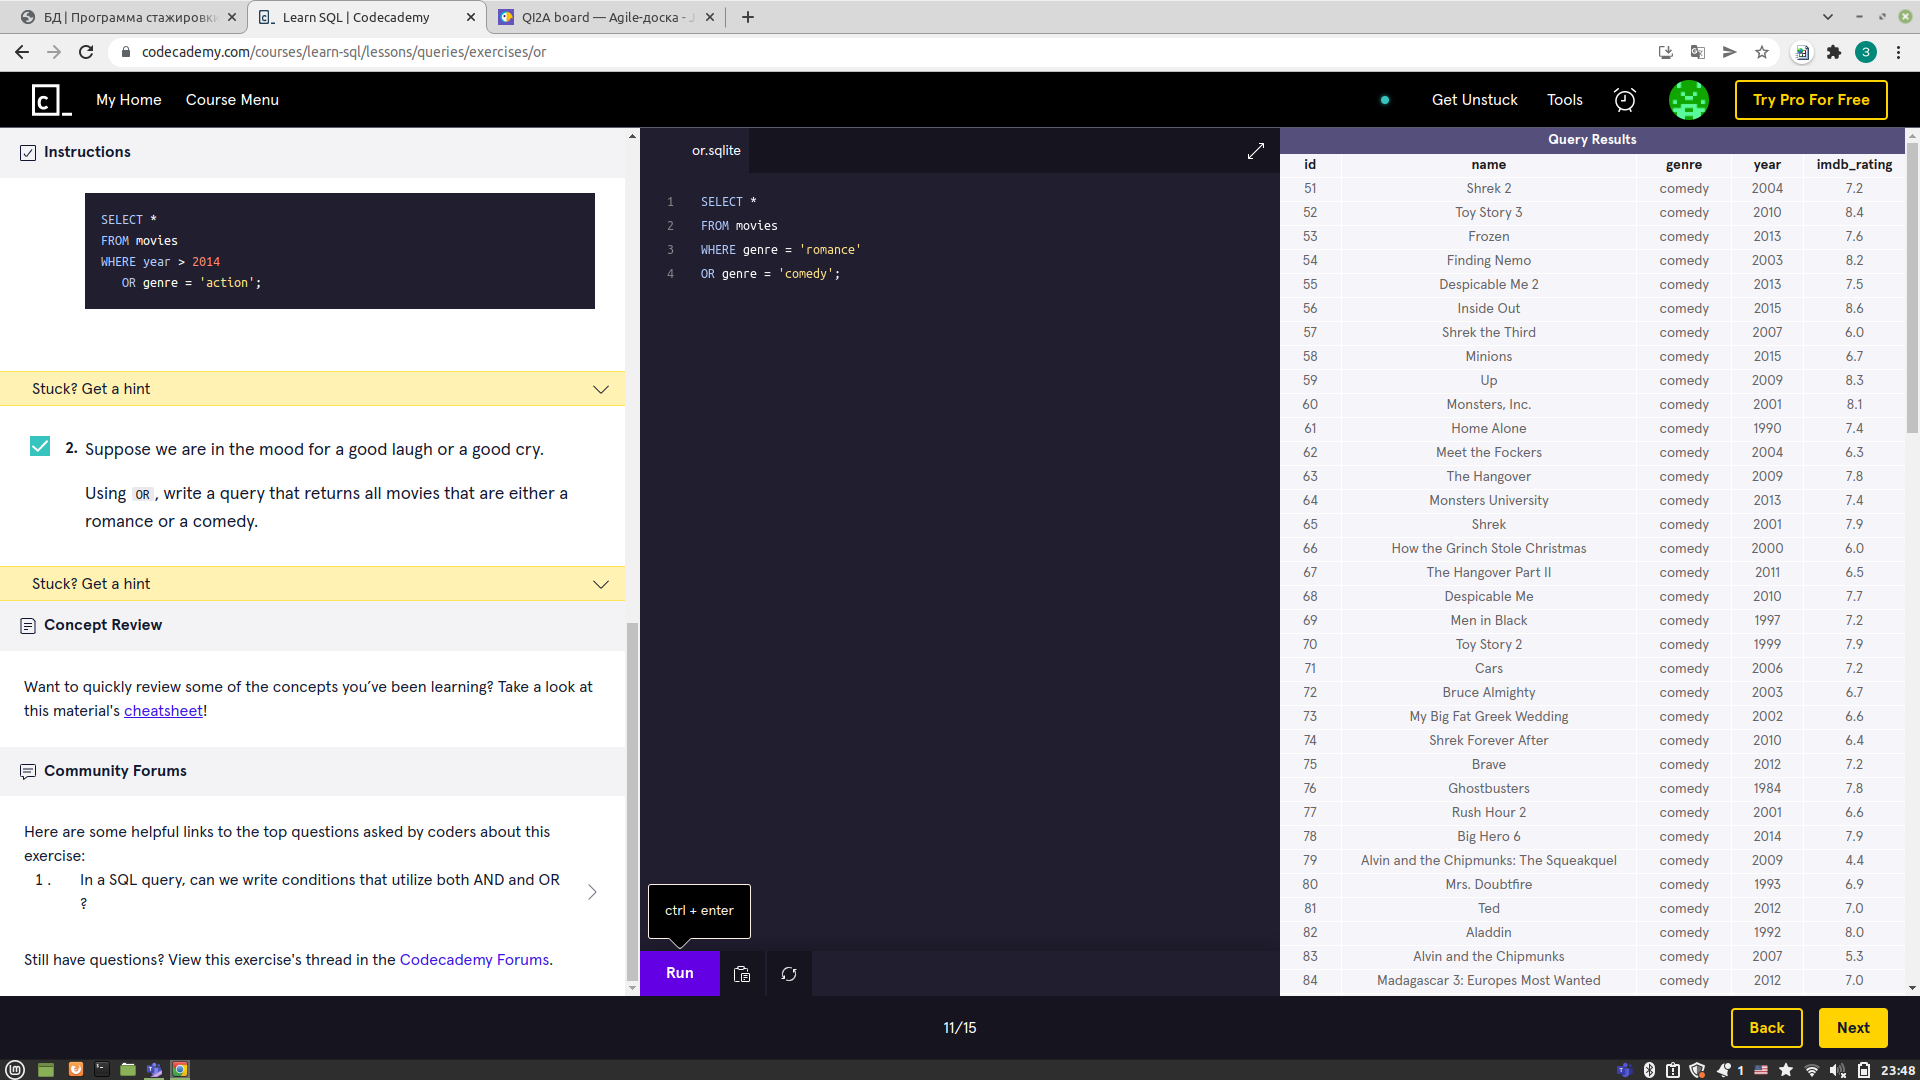 БД | Программа стажировки
Learn SQL | Codecademy
QI2A board — Agile-доска - J
codecademy.com/courses/learn-sql/lessons/queries/exercises/or
3
C_
My Home
Course Menu
Get Unstuck
Tools
Try Pro For Free
Instructions
SELECT *
FROM movies
WHERE year > 2014
OR genre = 'action';
Stuck? Get a hint
2. Suppose we are in the mood for a good laugh or a good cry.
Using OR, write a query that returns all movies that are either a
romance or a comedy.
Stuck? Get a hint
Concept Review
Want to quickly review some of the concepts you’ve been learning? Take a look at
this material's cheatsheet!
Community Forums
Here are some helpful links to the top questions asked by coders about this
exercise:
1. In a SQL query, can we write conditions that utilize both AND and OR
?
Still have questions? View this exercise's thread in the Codecademy Forums.
or.sqlite
1 SELECT *
2 FROM movies
3 WHERE genre = 'romance'
4 OR genre = 'comedy';
ctrl + enter
Run
Query Results
id name genre year imdb_rating
51 Shrek 2 comedy 2004 7.2
52 Toy Story 3 comedy 2010 8.4
53 Frozen comedy 2013 7.6
54 Finding Nemo comedy 2003 8.2
55 Despicable Me 2 comedy 2013 7.5
56 Inside Out comedy 2015 8.6
57 Shrek the Third comedy 2007 6.0
58 Minions comedy 2015 6.7
59 Up comedy 2009 8.3
60 Monsters, Inc. comedy 2001 8.1
61 Home Alone comedy 1990 7.4
62 Meet the Fockers comedy 2004 6.3
63 The Hangover comedy 2009 7.8
64 Monsters University comedy 2013 7.4
65 Shrek comedy 2001 7.9
66 How the Grinch Stole Christmas comedy 2000 6.0
67 The Hangover Part II comedy 2011 6.5
68 Despicable Me comedy 2010 7.7
69 Men in Black comedy 1997 7.2
70 Toy Story 2 comedy 1999 7.9
71 Cars comedy 2006 7.2
72 Bruce Almighty comedy 2003 6.7
73 My Big Fat Greek Wedding comedy 2002 6.6
74 Shrek Forever After comedy 2010 6.4
75 Brave comedy 2012 7.2
76 Ghostbusters comedy 1984 7.8
77 Rush Hour 2 comedy 2001 6.6
78 Big Hero 6 comedy 2014 7.9
79 Alvin and the Chipmunks: The Squeakquel comedy 2009 4.4
80 Mrs. Doubtfire comedy 1993 6.9
81 Ted comedy 2012 7.0
82 Aladdin comedy 1992 8.0
83 Alvin and the Chipmunks comedy 2007 5.3
84 Madagascar 3: Europes Most Wanted comedy 2012 7.0
11/15
Back
Next
1
23:48